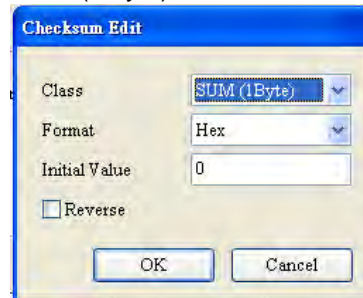 Checksum Edit
Class SUM (1Byte)
Format Hex
Initial Value 0
Reverse
OK Cancel